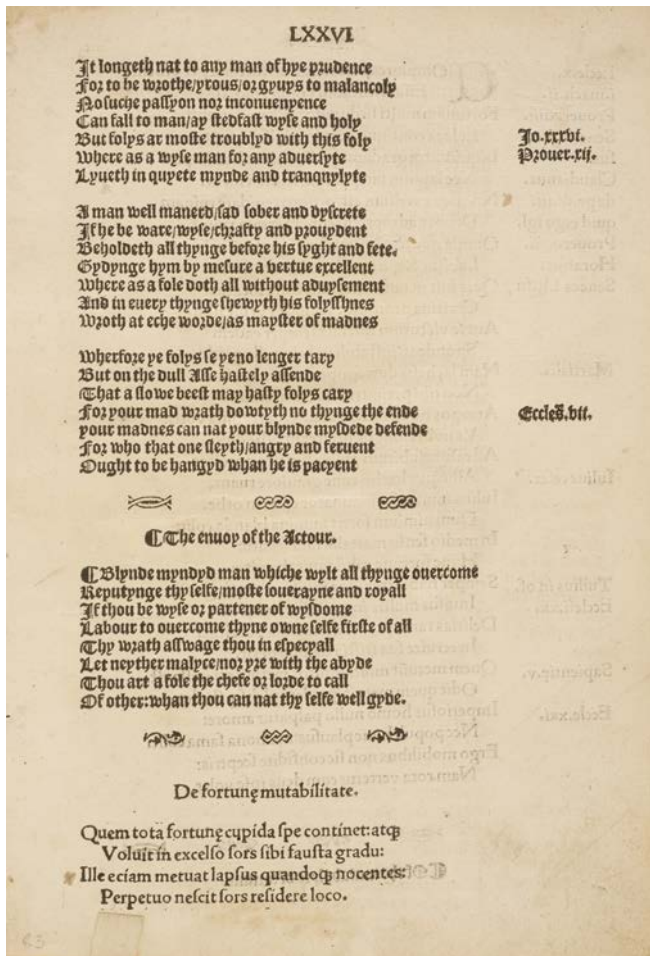 LXXVI
It longeth nat to any man of hye prudence
For to be wrothe/yrous/or gyuyn to malancoly
No suche passyon nor inconuenyence
Can fall to man/ay stedfast wyse and holy
But folys ar moste troublyd with this foly
Jo.xxxvi.
Where as a wyse man for any aduersyte
Prouer.xij.
Lyueth in quyete mynde and tranqnylyte
A man well manerd/sad sober and dyscrete
If he be ware/wyse/chrafty and prouydent
Beholdeth all thynge before his syght and fete.
Gydynge hym by mesure a vertue excellent
Where as a fole doth all without aduysement
And in euery thynge shewyth his folysshnes
Wroth at eche worde/as mayster of madnes
Wherfore ye folys se ye no lenger tary
But on the dull Asse hastely assende
That a slowe beest may hasty folys cary
For your mad wrath dowtyth no thynge the ende
Eccles̃.vii.
your madnes can nat your blynde mysdede defende
For who that one sleyth/angry and feruent
Ought to be hangyd whan he is pacyent
¶The enuoy of the Actour.
¶Blynde myndyd man whiche wylt all thynge ouercome
Reputynge thy selfe/moste souerayne and royall
If thou be wyse or partener of wysdome
Labour to ouercome thyne owne selfe firste of all
Thy wrath asswage thou in especyall
Let neyther malyce/nor yre with the abyde
Thou art a fole the chefe or lorde to call
Of other:whan thou can nat thy selfe well gyde.
De fortunę mutabilitate.
Quem tota fortunę cupida spe continet:atqꝫ
Voluit in excelso sors sibi fausta gradu:
Ille eciam metuat lapsus quandoqꝫ nocentes:
Perpetuo nescit sors residere loco.